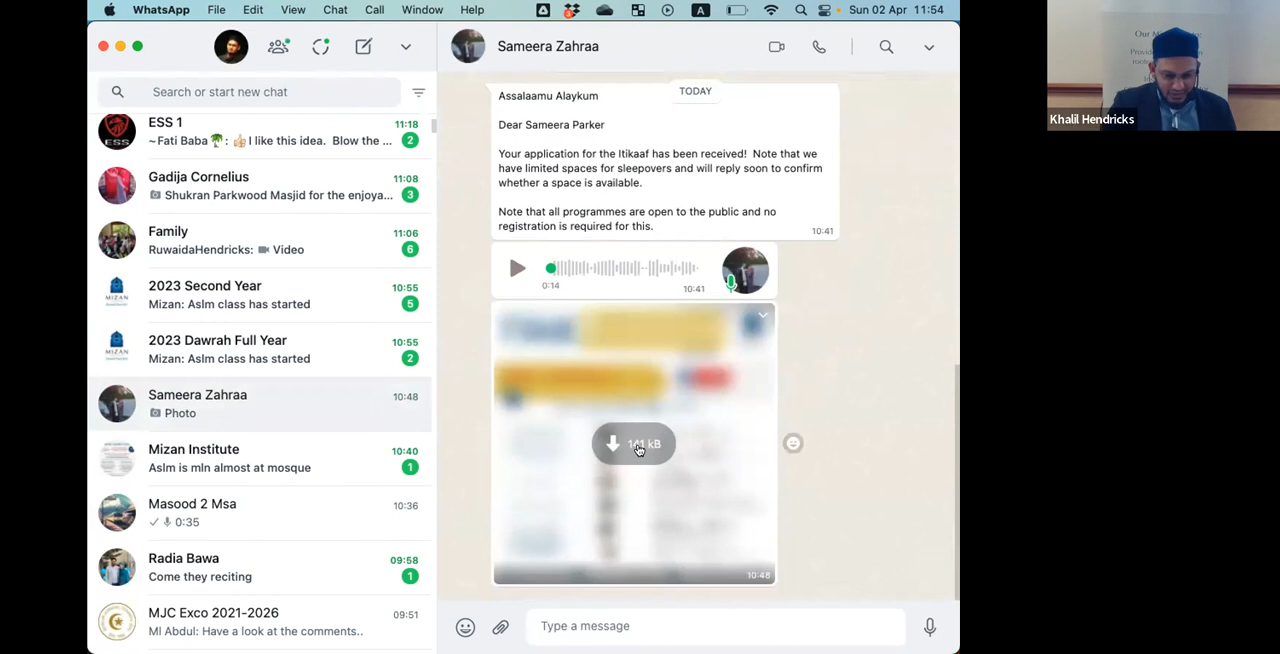 WhatsApp File Edit View Chat Call Window Help
A
Sun 02 Apr 11:54
Search or start new chat
ESS 1 11:18
~Fati Baba🌴: 👍🏻I like this idea. Blow the ... 2
Gadija Cornelius 11:08
Shukran Parkwood Masjid for the enjoya... 3
Family 11:06
RuwaidaHendricks: Video 6
MIZAN
2023 Second Year 10:55
Mizan: Aslm class has started 5
MIZAN
2023 Dawrah Full Year 10:55
Mizan: Aslm class has started 2
Sameera Zahraa 10:48
Photo
Mizan Institute 10:40
Aslm is mln almost at mosque 1
Masood 2 Msa 10:36
0:35
Radia Bawa 09:58
Come they reciting 1
MJC Exco 2021-2026 09:51
Ml Abdul: Have a look at the comments..
Sameera Zahraa
TODAY
Assalaamu Alaykum
Dear Sameera Parker
Your application for the Itikaaf has been received! Note that we
have limited spaces for sleepovers and will reply soon to confirm
whether a space is available.
Note that all programmes are open to the public and no
registration is required for this.
10:41
0:14 10:41
141 kB
10:48
Type a message
Our M
Khalil Hendricks